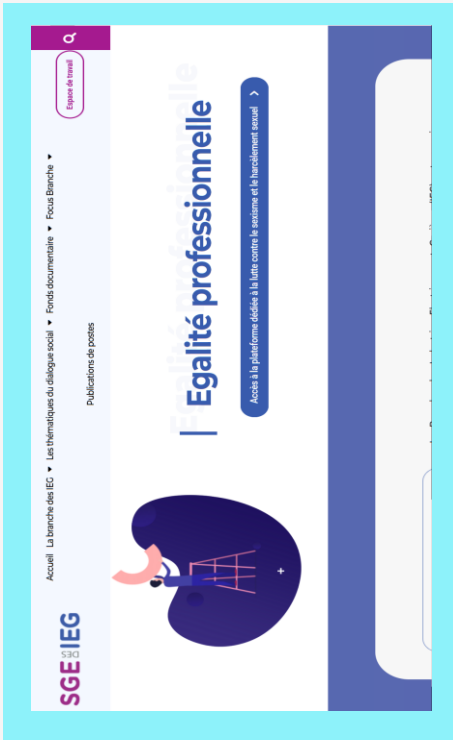 SGE DES IEG
Accueil La branche des IEG ▼ Les thématiques du dialogue social ▼ Fonds documentaire ▼ Focus Branche ▼
Publications de postes
Espace de travail
Egalité professionnelle
Egalité professionnelle
Accès à la plateforme dédiée à la lutte contre le sexisme et le harcèlement sexuel